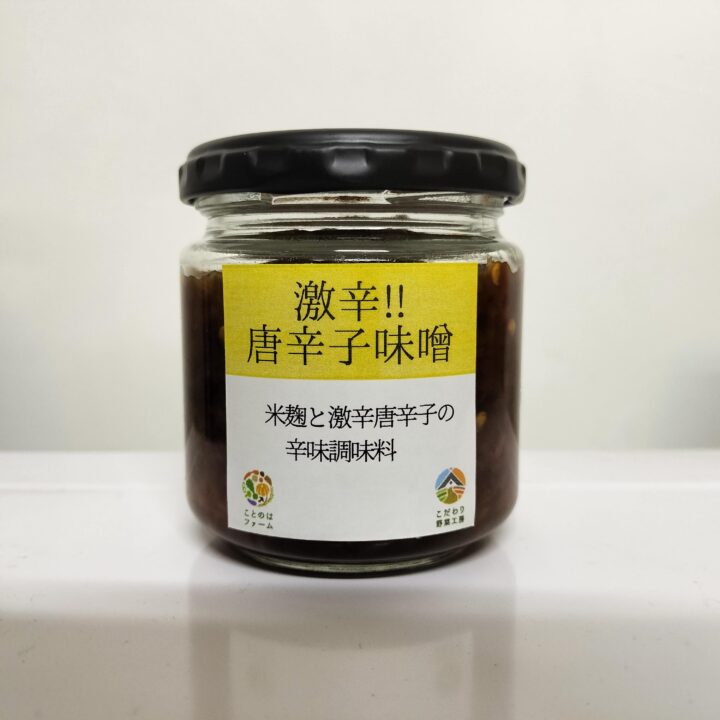 激辛!!
唐辛子味噌
米麹と激辛唐辛子の
辛味調味料
ことのは
ファーム
こだわり
野菜工房